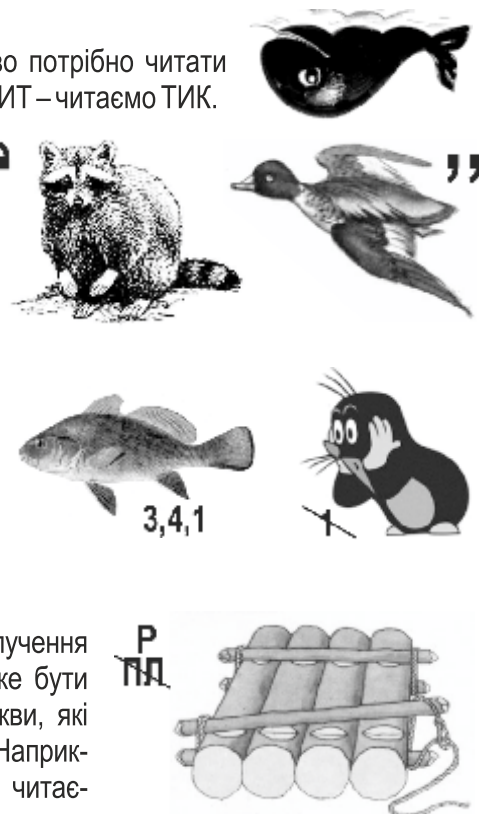 во потрібно читати
ИТ – читаємо ТИК.
,,
3,4,1
1
лучення
же бути
кви, які
Наприк-
читає-
Р
ПЛ